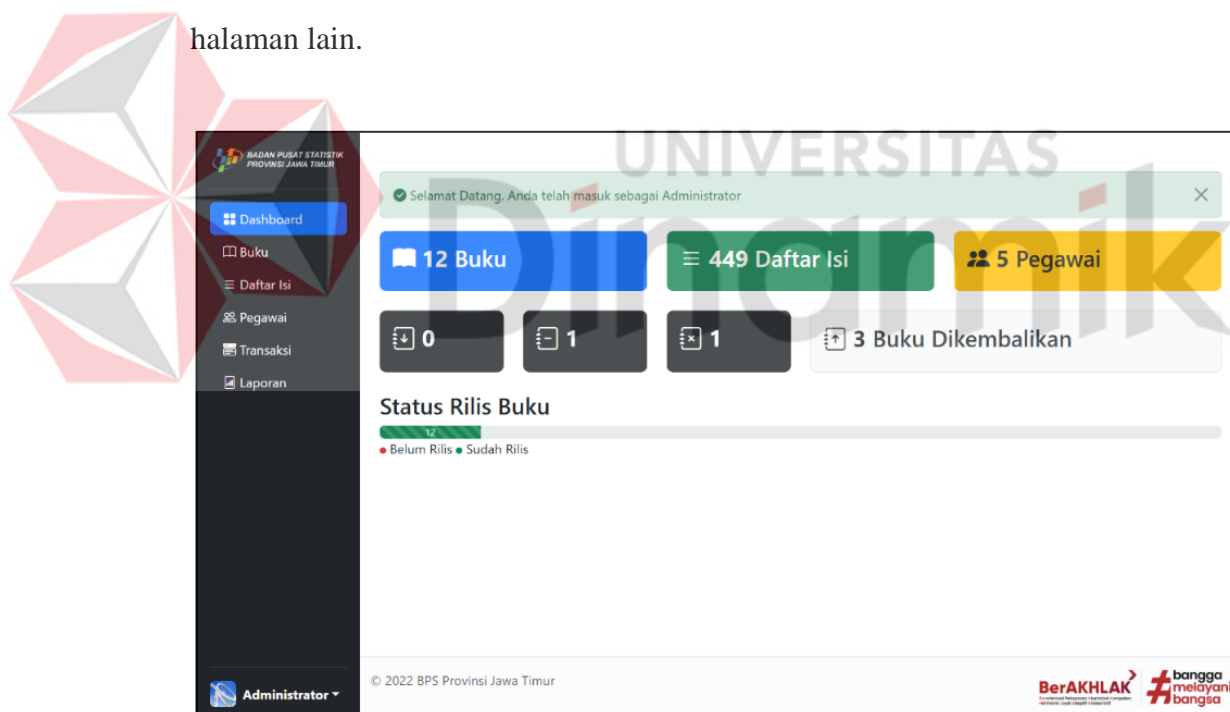 halaman lain.
UNIVERSITAS
Dinamik
BADAN PUSAT STATISTIK
PROVINSI JAWA TIMUR
Selamat Datang. Anda telah masuk sebagai Administrator
Dashboard
Buku
Daftar Isi
Pegawai
Transaksi
Laporan
12 Buku
449 Daftar Isi
5 Pegawai
0
1
1
3 Buku Dikembalikan
Status Rilis Buku
12
Belum Rilis Sudah Rilis
Administrator
© 2022 BPS Provinsi Jawa Timur
BerAKHLAK
bangga
melayani
bangsa